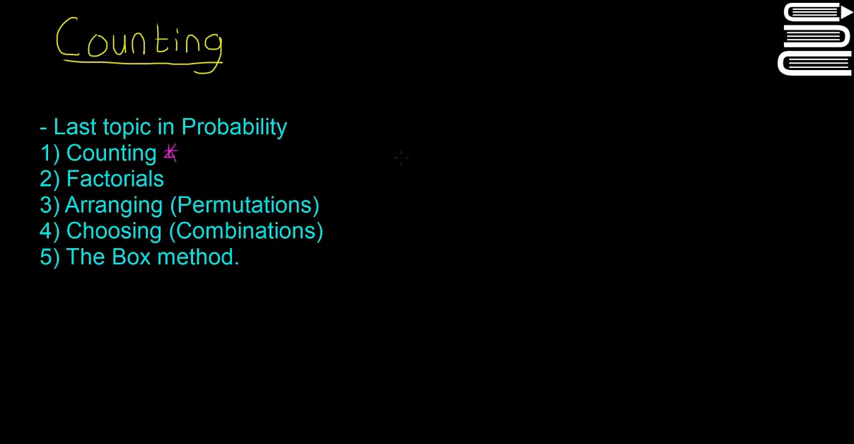 Counting
- Last topic in Probability
1) Counting *
2) Factorials
3) Arranging (Permutations)
4) Choosing (Combinations)
5) The Box method.